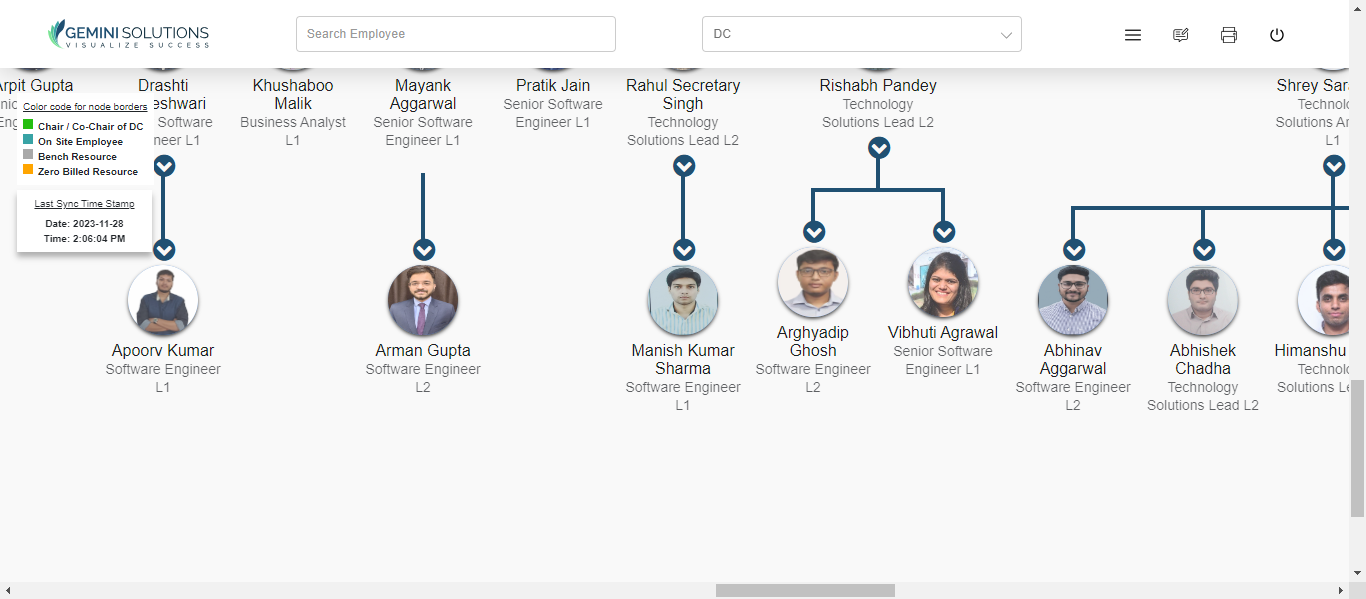 GEMINI SOLUTIONS
VISUALIZE SUCCESS
Search Employee
DC
Arpit Gupta
Drashti
eshwari
Software
neer L1
Khushaboo
Malik
Business Analyst
L1
Mayank
Aggarwal
Senior Software
Engineer L1
Pratik Jain
Senior Software
Engineer L1
Rahul Secretary
Singh
Technology
Solutions Lead L2
Rishabh Pandey
Technology
Solutions Lead L2
Shrey Sar
Technolo
Solutions Ar
L1
Color code for node borders
Chair / Co-Chair of DC
On Site Employee
Bench Resource
Zero Billed Resource
Last Sync Time Stamp
Date: 2023-11-28
Time: 2:06:04 PM
Apoorv Kumar
Software Engineer
L1
Arman Gupta
Software Engineer
L2
Manish Kumar
Sharma
Software Engineer
L1
Arghyadip
Ghosh
Software Engineer
L2
Vibhuti Agrawal
Senior Software
Engineer L1
Abhinav
Aggarwal
Software Engineer
L2
Abhishek
Chadha
Technology
Solutions Lead L2
Himanshu
Technolo
Solutions Le